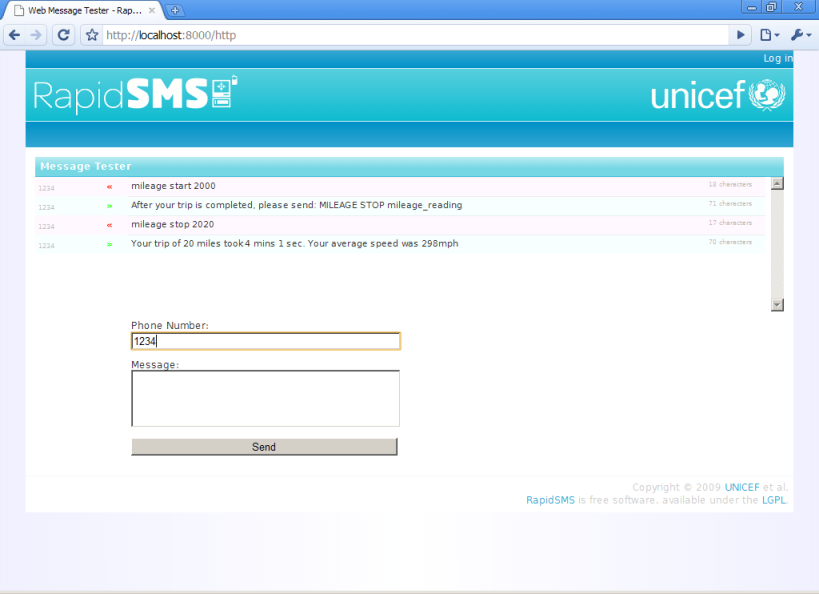 Web Message Tester - Rap...
http://localhost:8000/http
Log in
RapidSMS
unicef
Message Tester
1234 « mileage start 2000 18 characters
1234 » After your trip is completed, please send: MILEAGE STOP mileage_reading 71 characters
1234 « mileage stop 2020 17 characters
1234 » Your trip of 20 miles took 4 mins 1 sec. Your average speed was 298mph 70 characters
Phone Number:
1234
Message:
Send
Copyright © 2009 UNICEF et al.
RapidSMS is free software, available under the LGPL.